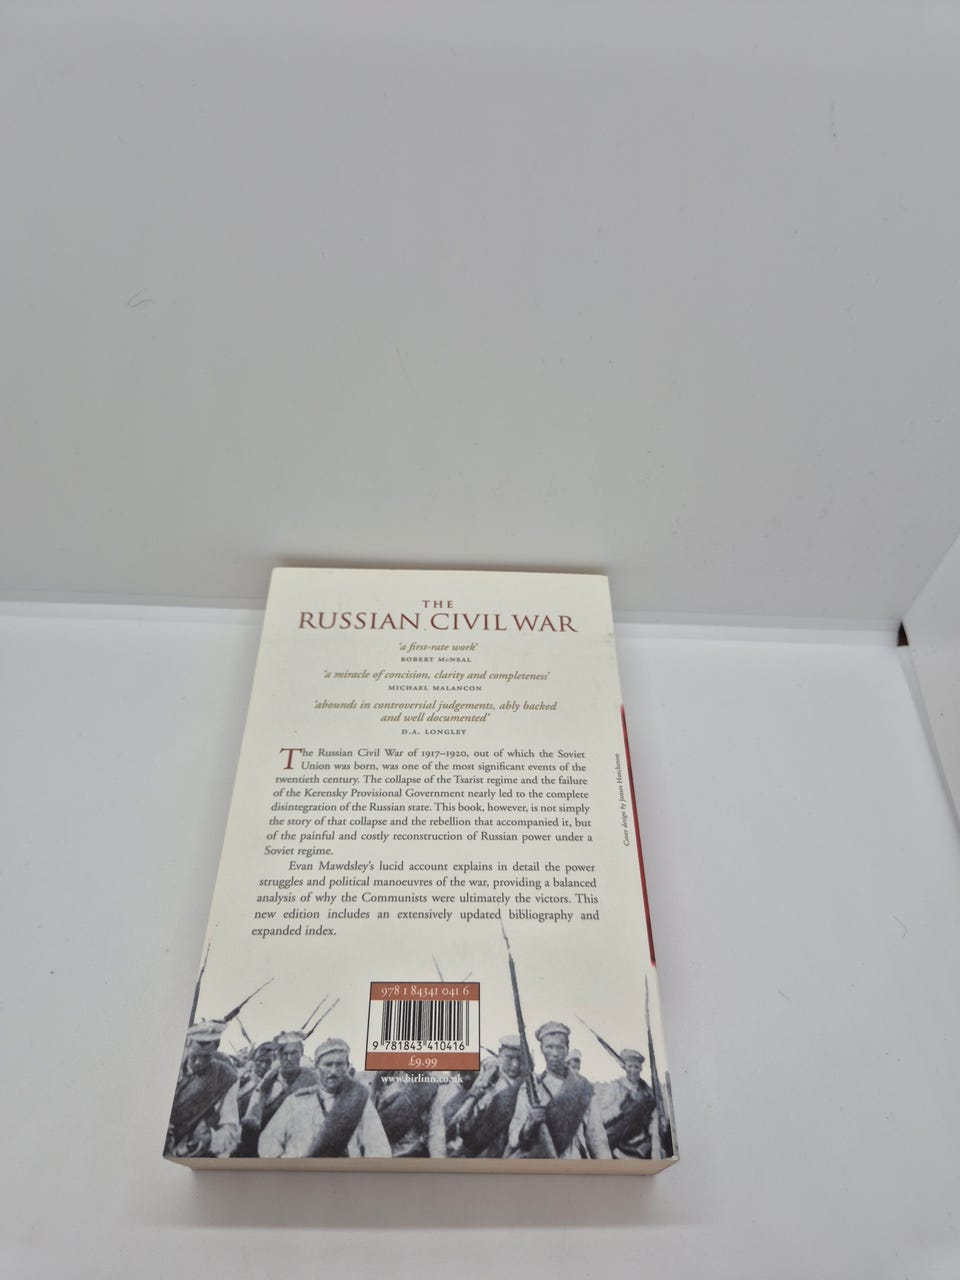 THE
RUSSIAN CIVIL WAR
'a first-rate work'
ROBERT McNEAL
'a miracle of concision, clarity and completeness'
MICHAEL MALANCON
'abounds in controversial judgements, ably backed
and well documented'
D.A. LONGLEY
The Russian Civil War of 1917–1920, out of which the Soviet
Union was born, was one of the most significant events of the
twentieth century. The collapse of the Tsarist regime and the failure
of the Kerensky Provisional Government nearly led to the complete
disintegration of the Russian state. This book, however, is not simply
the story of that collapse and the rebellion that accompanied it, but
of the painful and costly reconstruction of Russian power under a
Soviet regime.
Evan Mawdsley's lucid account explains in detail the power
struggles and political manoeuvres of the war, providing a balanced
analysis of why the Communists were ultimately the victors. This
new edition includes an extensively updated bibliography and
expanded index.
Cover design by James Hutcheson
978 1 84341 041 6
9 781843 410416
£9.99
www.birlinn.co.uk